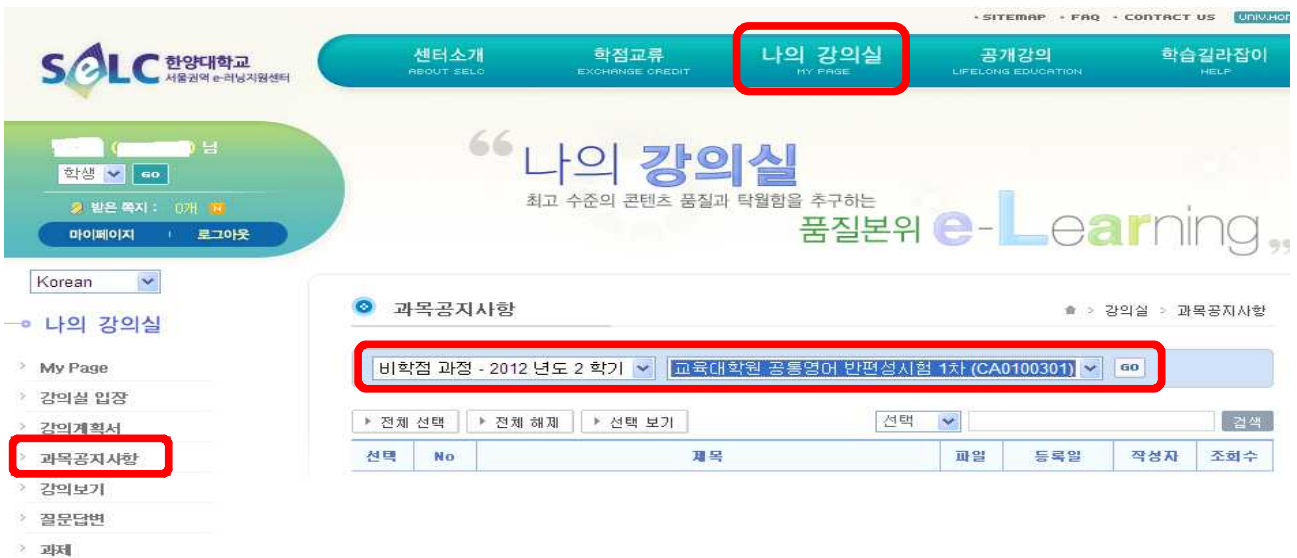 · SITEMAP · FAQ · CONTACT US UNIV.HOM
SELC 한양대학교
서울권역 e-러닝지원센터
센터소개 학점교류 나의 강의실 공개강의 학습길라잡이
ABOUT SELC EXCHANGE CREDIT MY PAGE LIFELONG EDUCATION HELP
( ) 님
학생 GO
받은 쪽지 : 0개 N
마이페이지 로그아웃
“나의 강의실
최고 수준의 콘텐츠 품질과 탁월함을 추구하는
품질본위 e-Learning „
Korean
나의 강의실
> My Page
> 강의실 입장
> 강의계획서
> 과목공지사항
> 강의보기
> 질문답변
> 과제
과목공지사항
> 강의실 > 과목공지사항
비학점 과정 - 2012 년도 2 학기 교육대학원 공통영어 반편성시험 1차 (CA0100301) GO
전체 선택 전체 해제 선택 보기 선택 검색
선택 No 제목 파일 등록일 작성자 조회수